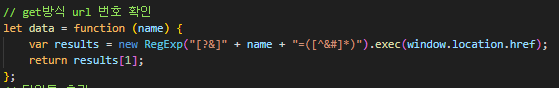 // get방식 url 번호 확인
let data = function (name) {
    var results = new RegExp("[?&]" + name + "=([^&#]*)").exec(window.location.href);
    return results[1];
};